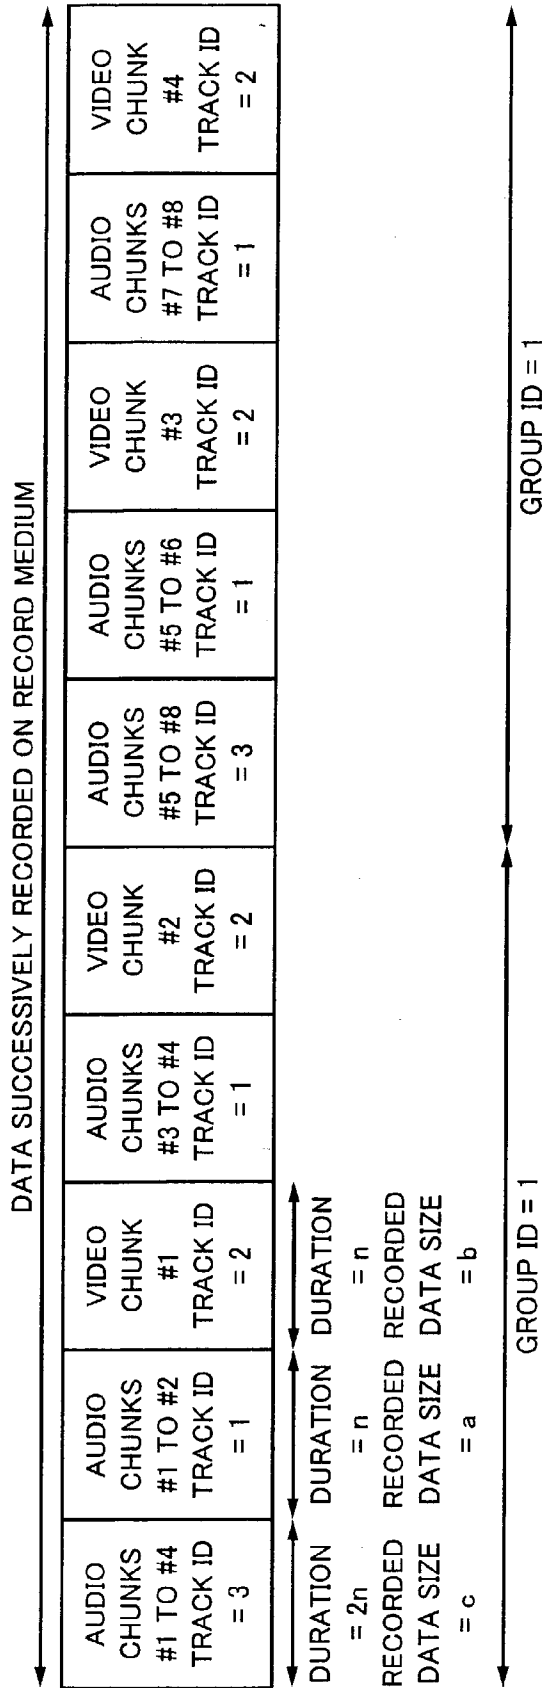 DATA SUCCESSIVELY RECORDED ON RECORD MEDIUM
AUDIO
CHUNKS
#1 TO #4
TRACK ID
= 3
AUDIO
CHUNKS
#1 TO #2
TRACK ID
= 1
VIDEO
CHUNK
#1
TRACK ID
= 2
AUDIO
CHUNKS
#3 TO #4
TRACK ID
= 1
VIDEO
CHUNK
#2
TRACK ID
= 2
AUDIO
CHUNKS
#5 TO #8
TRACK ID
= 3
AUDIO
CHUNKS
#5 TO #6
TRACK ID
= 1
VIDEO
CHUNK
#3
TRACK ID
= 2
AUDIO
CHUNKS
#7 TO #8
TRACK ID
= 1
VIDEO
CHUNK
#4
TRACK ID
= 2
DURATION
= 2n
RECORDED
DATA SIZE
= c
DURATION
= n
RECORDED
DATA SIZE
= a
DURATION
= n
RECORDED
DATA SIZE
= b
GROUP ID = 1
GROUP ID = 1